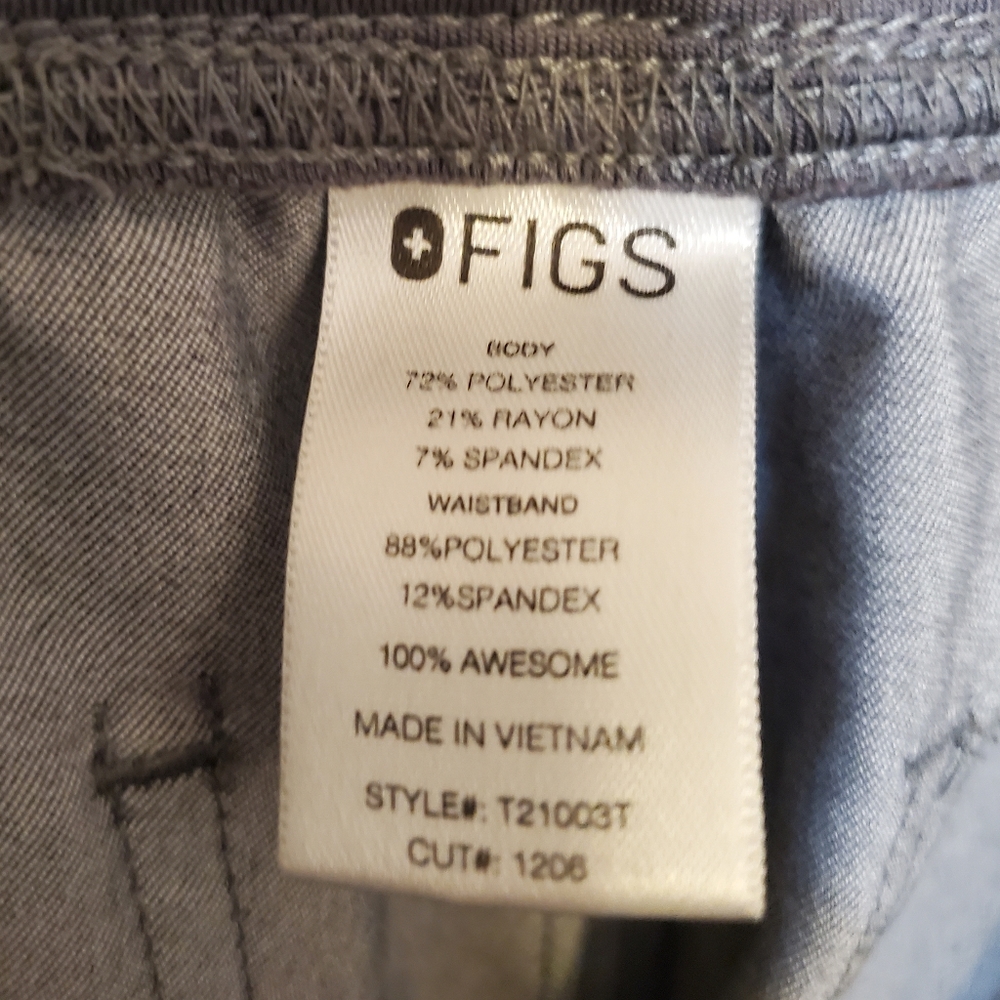 FIGS
BODY
72% POLYESTER
21% RAYON
7% SPANDEX
WAISTBAND
88%POLYESTER
12%SPANDEX
100% AWESOME
MADE IN VIETNAM
STYLE#: T21003T
CUT#: 1206